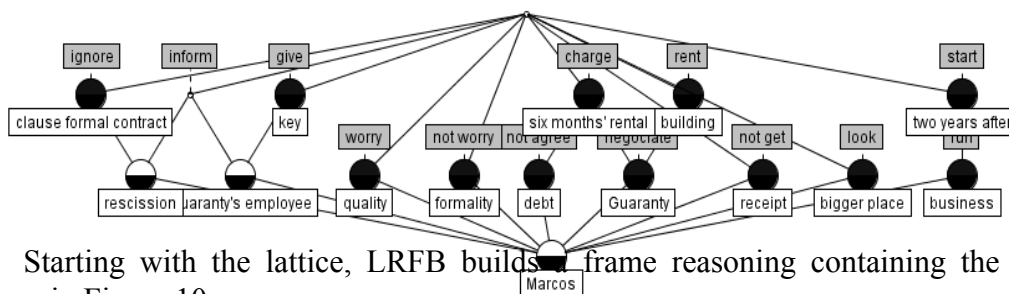 ignore inform give charge rent start
clause formal contract key six months' rental building two years after
worry not worry not agree negociate not get look run
rescission uaranty's employee quality formality debt Guaranty receipt bigger place business
Starting with the lattice, LRFB builds a frame reasoning containing the
Marcos